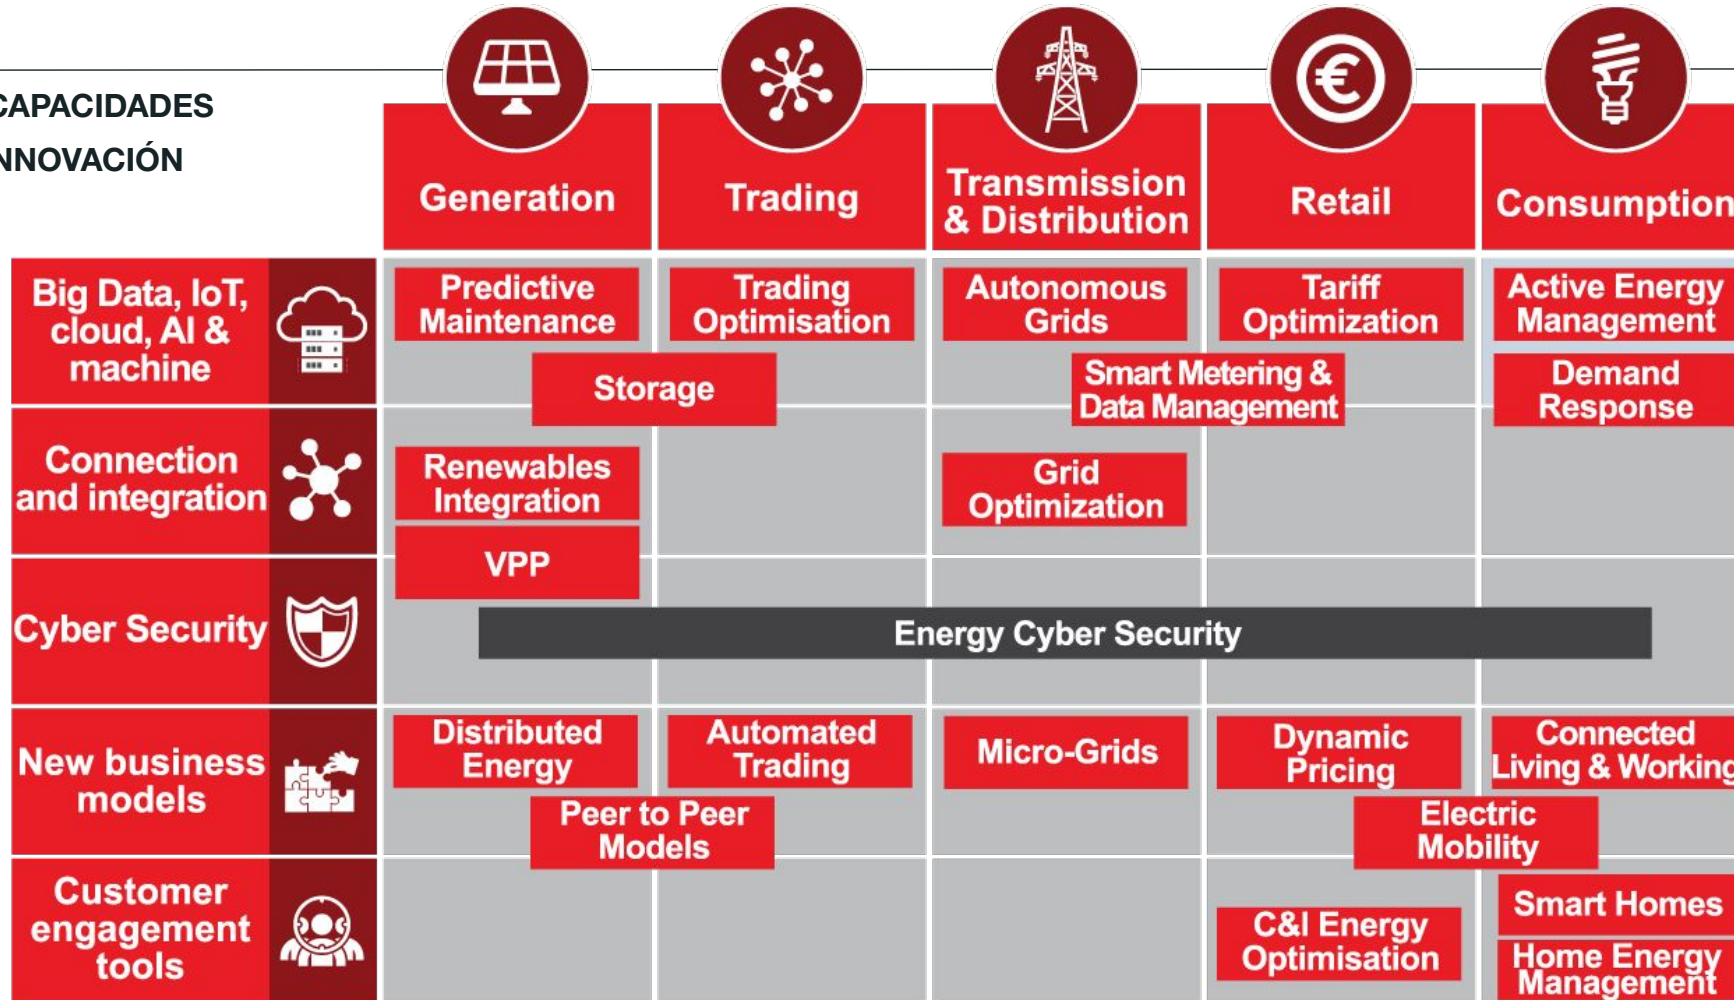 CAPACIDADES
INNOVACIÓN
Generation
Trading
Transmission
& Distribution
Retail
Consumption
€
Big Data, IoT,
cloud, AI &
machine
Predictive
Maintenance
Trading
Optimisation
Autonomous
Grids
Tariff
Optimization
Active Energy
Management
Storage
Smart Metering &
Data Management
Demand
Response
Connection
and integration
Renewables
Integration
Grid
Optimization
VPP
Cyber Security
Energy Cyber Security
New business
models
Distributed
Energy
Automated
Trading
Micro-Grids
Dynamic
Pricing
Connected
Living & Working
Peer to Peer
Models
Electric
Mobility
Customer
engagement
tools
C&I Energy
Optimisation
Smart Homes
Home Energy
Management